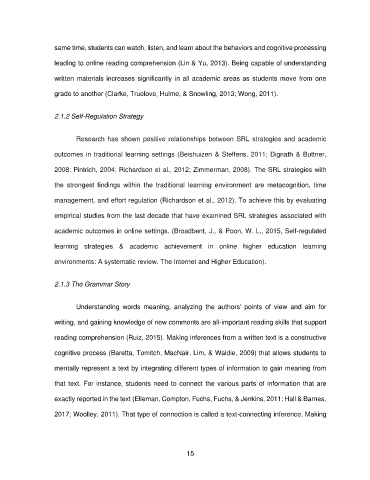 same time, students can watch, listen, and learn about the behaviors and cognitive processing
leading to online reading comprehension (Lin & Yu, 2013). Being capable of understanding
written materials increases significantly in all academic areas as students move from one
grade to another (Clarke, Truelove, Hulme, & Snowling, 2013; Wong, 2011).
2.1.2 Self-Regulation Strategy
Research has shown positive relationships between SRL strategies and academic
outcomes in traditional learning settings (Beishuizen & Steffens, 2011; Dignath & Buttner,
2008; Pintrich, 2004; Richardson et al., 2012; Zimmerman, 2008). The SRL strategies with
the strongest findings within the traditional learning environment are metacognition, time
management, and effort regulation (Richardson et al., 2012). To achieve this by evaluating
empirical studies from the last decade that have examined SRL strategies associated with
academic outcomes in online settings. (Broadbent, J., & Poon, W. L., 2015, Self-regulated
learning strategies & academic achievement in online higher education learning
environments: A systematic review. The Internet and Higher Education).
2.1.3 The Grammar Story
Understanding words meaning, analyzing the authors' points of view and aim for
writing, and gaining knowledge of new comments are all-important reading skills that support
reading comprehension (Ruiz, 2015). Making inferences from a written text is a constructive
cognitive process (Baretta, Tomitch, MacNair, Lim, & Waldie, 2009) that allows students to
mentally represent a text by integrating different types of information to gain meaning from
that text. For instance, students need to connect the various parts of information that are
exactly reported in the text (Elleman, Compton, Fuchs, Fuchs, & Jenkins, 2011; Hall & Barnes,
2017; Woolley, 2011). That type of connection is called a text-connecting inference. Making
15